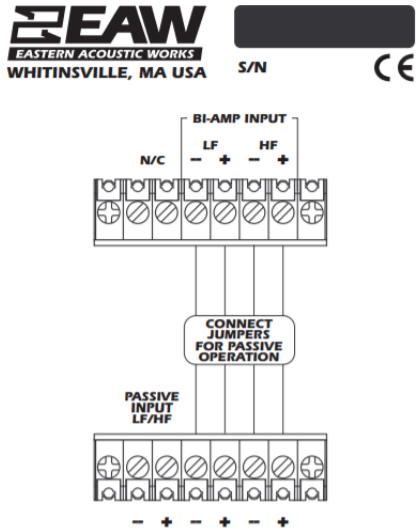 EAW
EASTERN ACOUSTIC WORKS
WHITINSVILLE, MA USA
S/N
CE
BI-AMP INPUT
LF HF
N/C − + − +
CONNECT
JUMPERS
FOR PASSIVE
OPERATION
PASSIVE
INPUT
LF/HF
− + − + − +